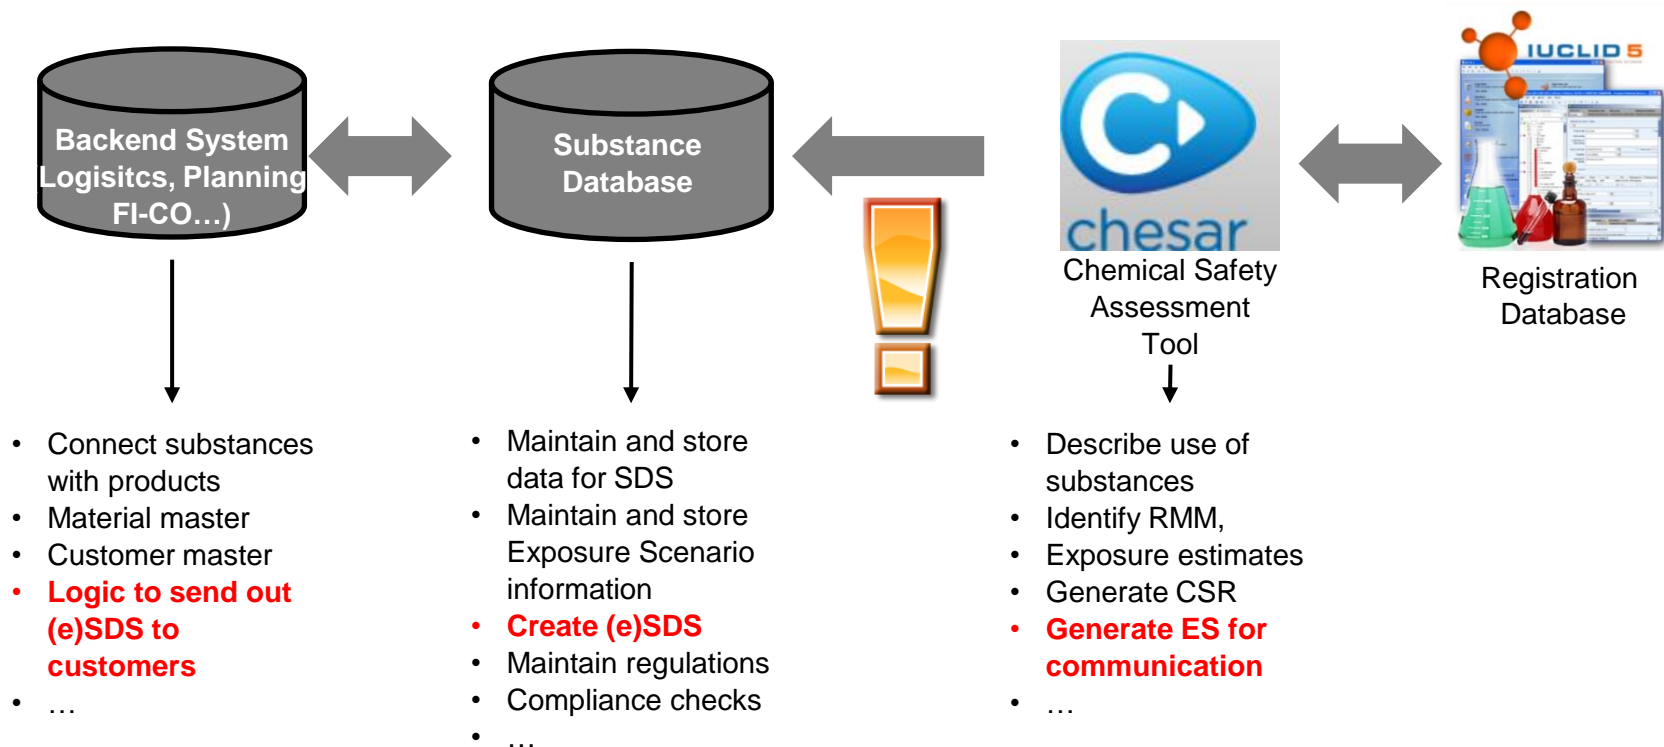 Backend System
Logisitcs, Planning
FI-CO…)
Substance
Database
chesar
Chemical Safety
Assessment
Tool
IUCLID 5
Registration
Database
• Connect substances
with products
• Material master
• Customer master
• Logic to send out
(e)SDS to
customers
• …
• Maintain and store
data for SDS
• Maintain and store
Exposure Scenario
information
• Create (e)SDS
• Maintain regulations
• Compliance checks
• …
• Describe use of
substances
• Identify RMM,
• Exposure estimates
• Generate CSR
• Generate ES for
communication
• …